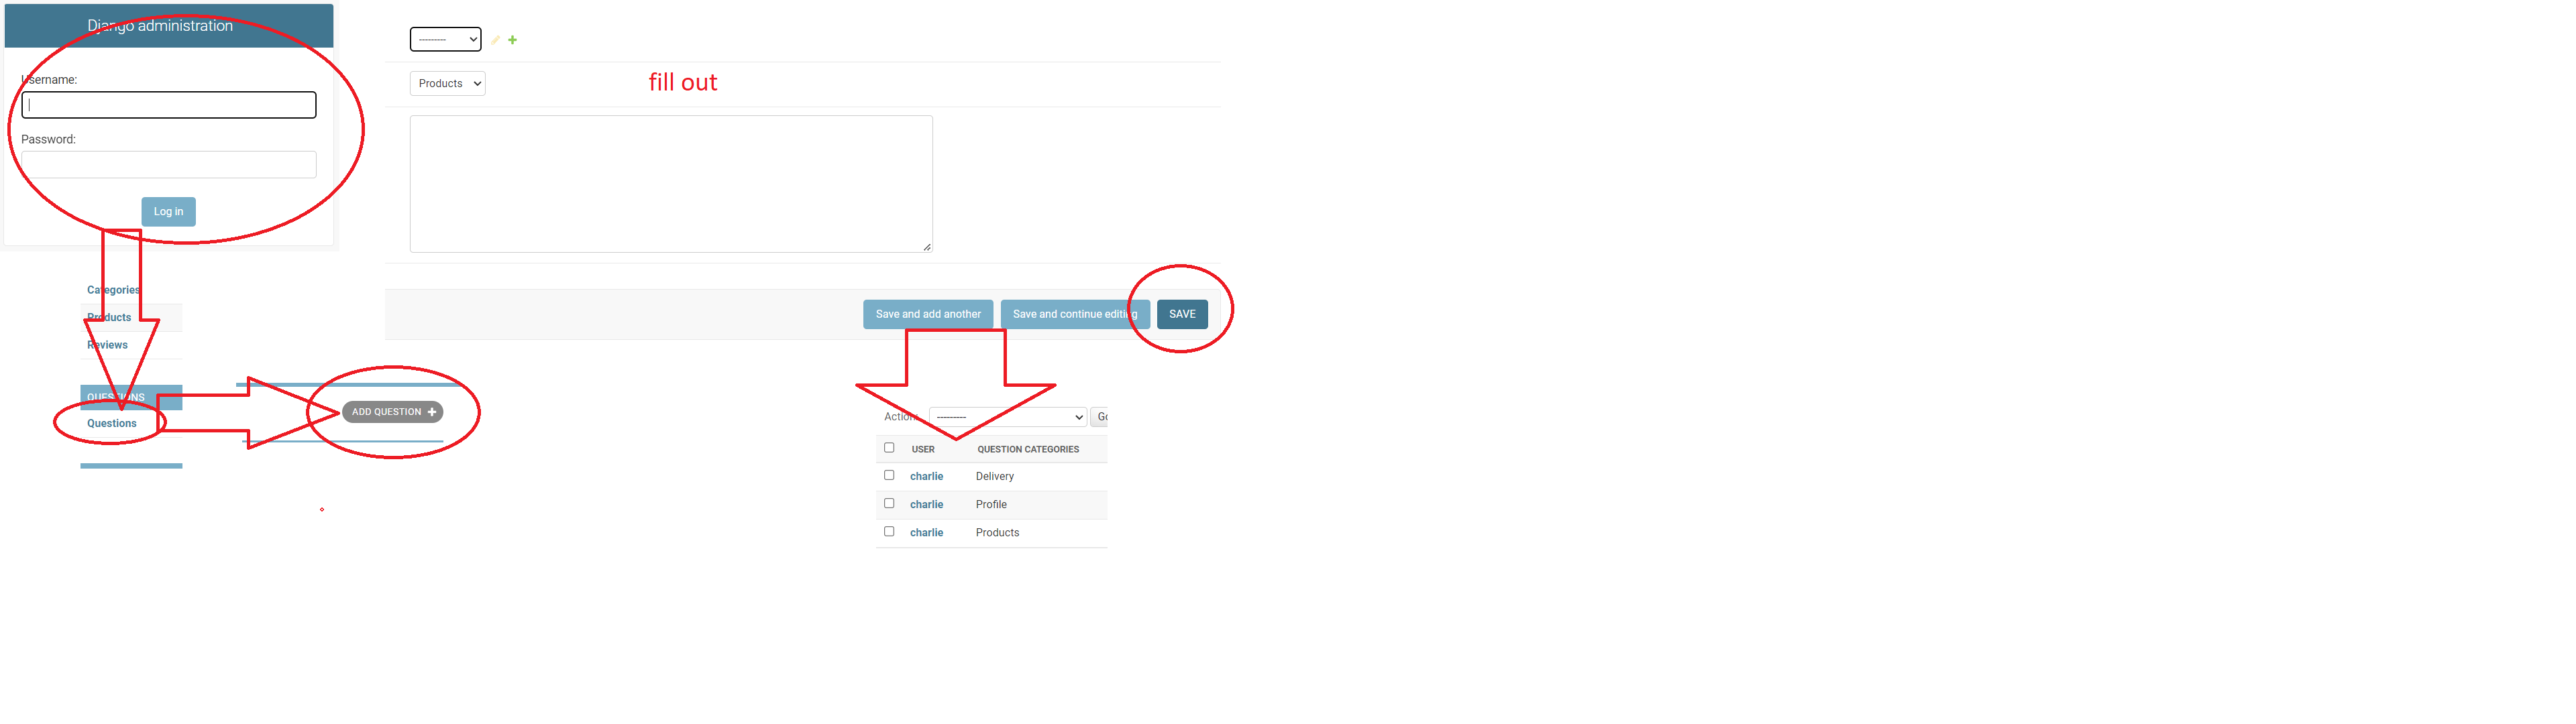 Django administration
Username:
Password:
Log in
Categories
Products
Reviews
QUESTIONS
Questions
ADD QUESTION +
---------
Products
fill out
Save and add another
Save and continue editing
SAVE
Action: --------- Go
USER QUESTION CATEGORIES
charlie Delivery
charlie Profile
charlie Products